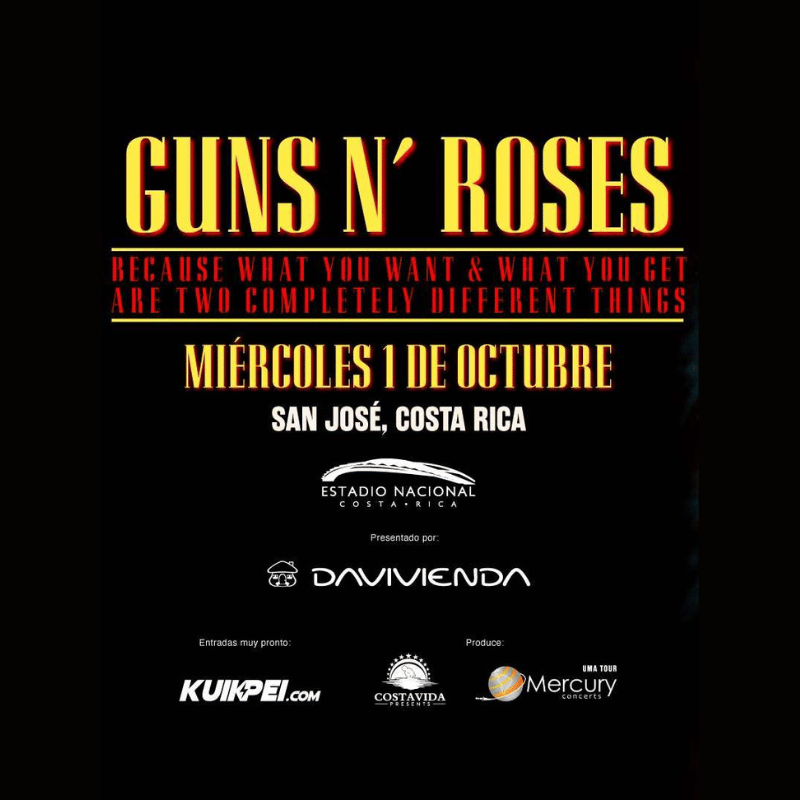 GUNS N´ ROSES
BECAUSE WHAT YOU WANT & WHAT YOU GET
ARE TWO COMPLETELY DIFFERENT THINGS
MIÉRCOLES 1 DE OCTUBRE
SAN JOSÉ, COSTA RICA
ESTADIO NACIONAL
COSTA • RICA
Presentado por:
DAVIVIENDA
Entradas muy pronto:
KUIKPEI.COM
COSTAVIDA
PRESENTS
Produce:
UMA TOUR
Mercury
concerts